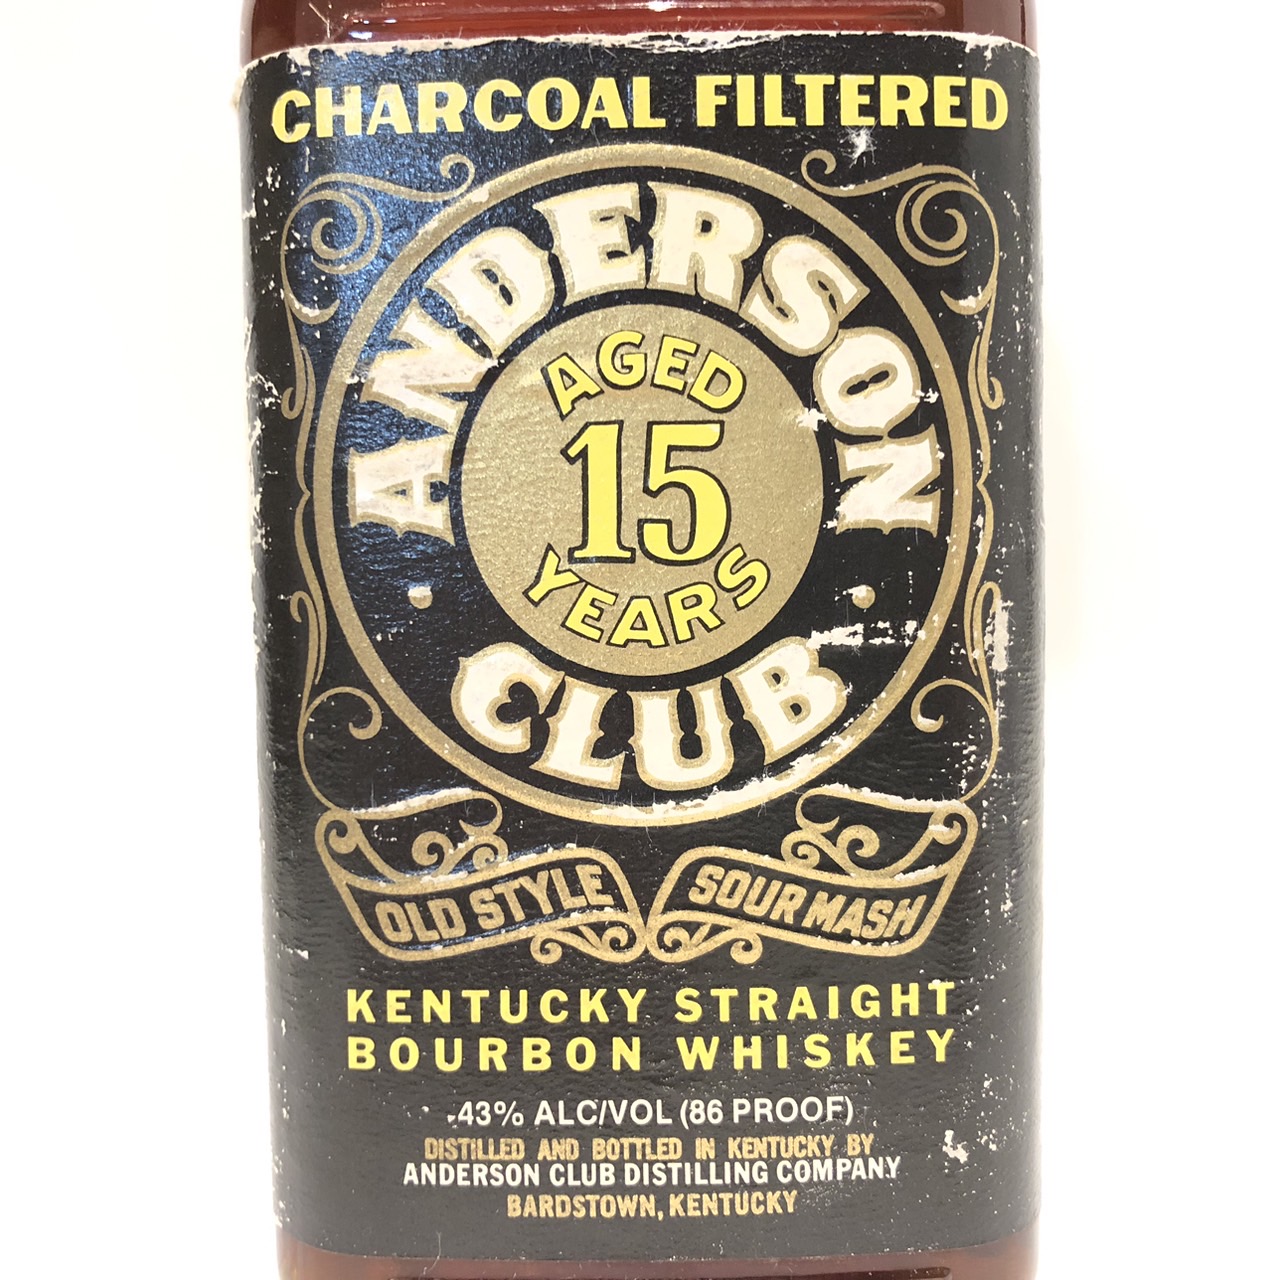 CHARCOAL FILTERED
ANDERSON
AGED
15
YEARS
CLUB
OLD STYLE SOUR MASH
KENTUCKY STRAIGHT
BOURBON WHISKEY
43% ALC/VOL (86 PROOF)
DISTILLED AND BOTTLED IN KENTUCKY BY
ANDERSON CLUB DISTILLING COMPANY
BARDSTOWN, KENTUCKY